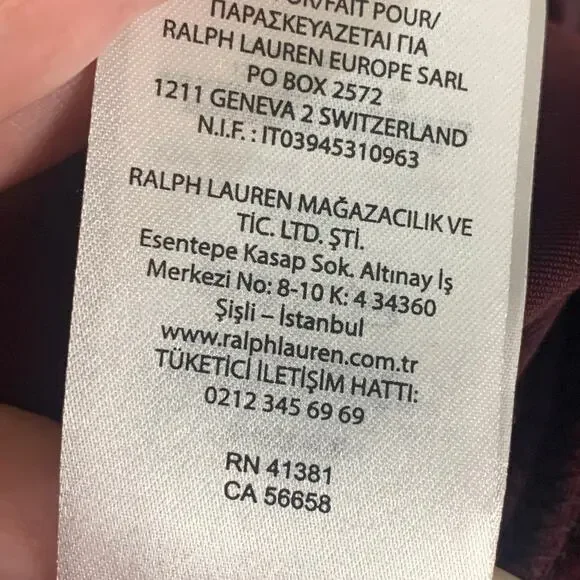 /FAIT POUR/
ΠΑΡΑΣΚΕΥΑΖΕΤΑΙ ΓΙΑ
RALPH LAUREN EUROPE SARL
PO BOX 2572
1211 GENEVA 2 SWITZERLAND
N.I.F. : IT03945310963
RALPH LAUREN MAĞAZACILIK VE
TİC. LTD. ŞTİ.
Esentepe Kasap Sok. Altınay İş
Merkezi No: 8-10 K: 4 34360
Şişli – İstanbul
www.ralphlauren.com.tr
TÜKETİCİ İLETİŞİM HATTI:
0212 345 69 69
RN 41381
CA 56658